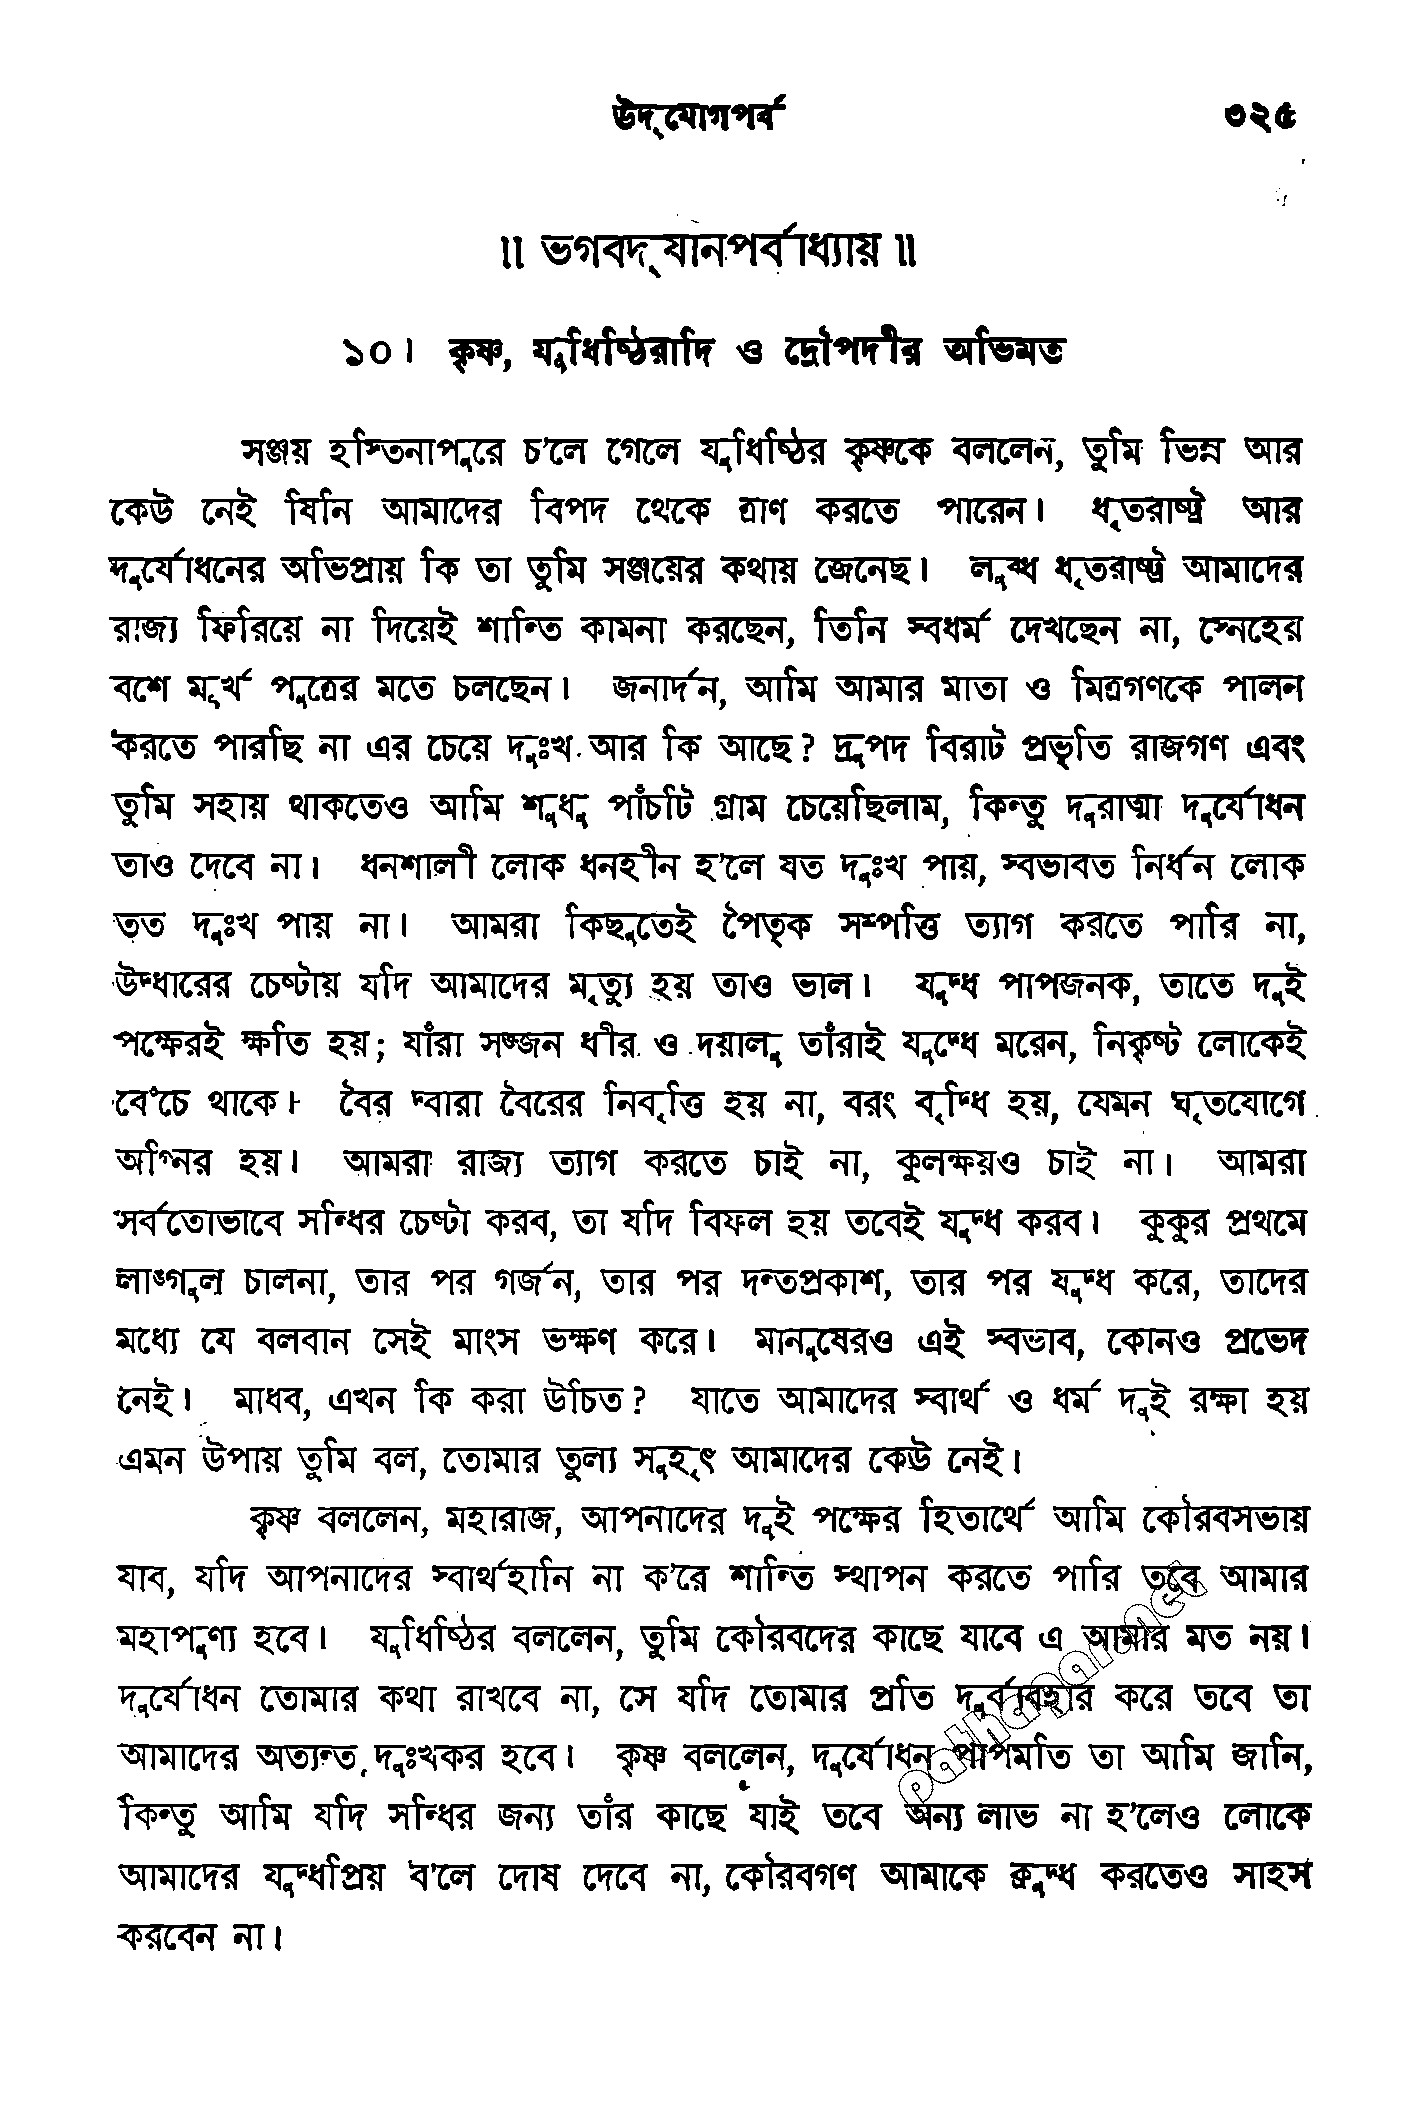 উদ্‌যোগপর্ব ৩২৫
॥ ভগবদ্‌যানপর্বাধ্যায় ॥
১০। কৃষ্ণ, যুধিষ্ঠিরাদি ও দ্রৌপদীর অভিমত
সঞ্জয় হস্তিনাপুরে চ'লে গেলে যুধিষ্ঠির কৃষ্ণকে বললেন, তুমি ভিন্ন আর
কেউ নেই যিনি আমাদের বিপদ থেকে ত্রাণ করতে পারেন। ধৃতরাষ্ট্র আর
দুর্যোধনের অভিপ্রায় কি তা তুমি সঞ্জয়ের কথায় জেনেছ। লুব্ধ ধৃতরাষ্ট্র আমাদের
রাজ্য ফিরিয়ে না দিয়েই শান্তি কামনা করছেন, তিনি স্বধর্ম দেখছেন না, স্নেহের
বশে মূর্খ পুত্রের মতে চলছেন। জনার্দন, আমি আমার মাতা ও মিত্রগণকে পালন
করতে পারছি না এর চেয়ে দুঃখ আর কি আছে? দ্রুপদ বিরাট প্রভৃতি রাজগণ এবং
তুমি সহায় থাকতেও আমি শুধু পাঁচটি গ্রাম চেয়েছিলাম, কিন্তু দুরাত্মা দুর্যোধন
তাও দেবে না। ধনশালী লোক ধনহীন হ'লে যত দুঃখ পায়, স্বভাবত নির্ধন লোক
তত দুঃখ পায় না। আমরা কিছুতেই পৈতৃক সম্পত্তি ত্যাগ করতে পারি না,
উদ্ধারের চেষ্টায় যদি আমাদের মৃত্যু হয় তাও ভাল। যুদ্ধ পাপজনক, তাতে দুই
পক্ষেরই ক্ষতি হয়; যাঁরা সজ্জন ধীর ও দয়ালু তাঁরাই যুদ্ধে মরেন, নিকৃষ্ট লোকেই
বেঁচে থাকে। বৈর দ্বারা বৈরের নিবৃত্তি হয় না, বরং বৃদ্ধি হয়, যেমন ঘৃতযোগে
অগ্নির হয়। আমরা রাজ্য ত্যাগ করতে চাই না, কুলক্ষয়ও চাই না। আমরা
সর্বতোভাবে সন্ধির চেষ্টা করব, তা যদি বিফল হয় তবেই যুদ্ধ করব। কুকুর প্রথমে
লাঙ্গুল চালনা, তার পর গর্জন, তার পর দন্তপ্রকাশ, তার পর যুদ্ধ করে, তাদের
মধ্যে যে বলবান সেই মাংস ভক্ষণ করে। মানুষেরও এই স্বভাব, কোনও প্রভেদ
নেই। মাধব, এখন কি করা উচিত? যাতে আমাদের স্বার্থ ও ধর্ম দুই রক্ষা হয়
এমন উপায় তুমি বল, তোমার তুল্য সুহৃৎ আমাদের কেউ নেই।
কৃষ্ণ বললেন, মহারাজ, আপনাদের দুই পক্ষের হিতার্থে আমি কৌরবসভায়
যাব, যদি আপনাদের স্বার্থহানি না ক'রে শান্তি স্থাপন করতে পারি তবে আমার
মহাপুণ্য হবে। যুধিষ্ঠির বললেন, তুমি কৌরবদের কাছে যাবে এ আমার মত নয়।
দুর্যোধন তোমার কথা রাখবে না, সে যদি তোমার প্রতি দুর্ব্যবহার করে তবে তা
আমাদের অত্যন্ত দুঃখকর হবে। কৃষ্ণ বললেন, দুর্যোধন পাপমতি তা আমি জানি,
কিন্তু আমি যদি সন্ধির জন্য তাঁর কাছে যাই তবে অন্য লাভ না হ'লেও লোকে
আমাদের যুদ্ধপ্রিয় ব'লে দোষ দেবে না, কৌরবগণ আমাকে ক্রুদ্ধ করতেও সাহস
করবেন না।